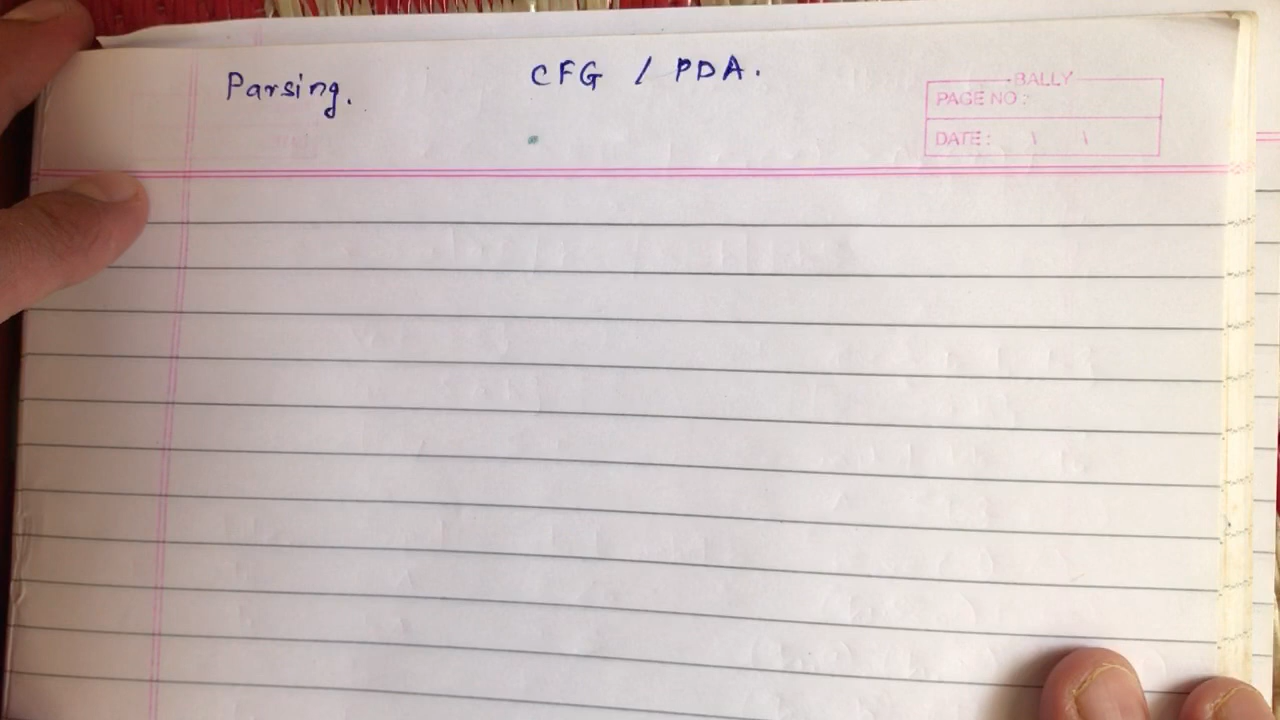 Parsing. CFG / PDA.
BALLY
PAGE NO :
DATE : \ \